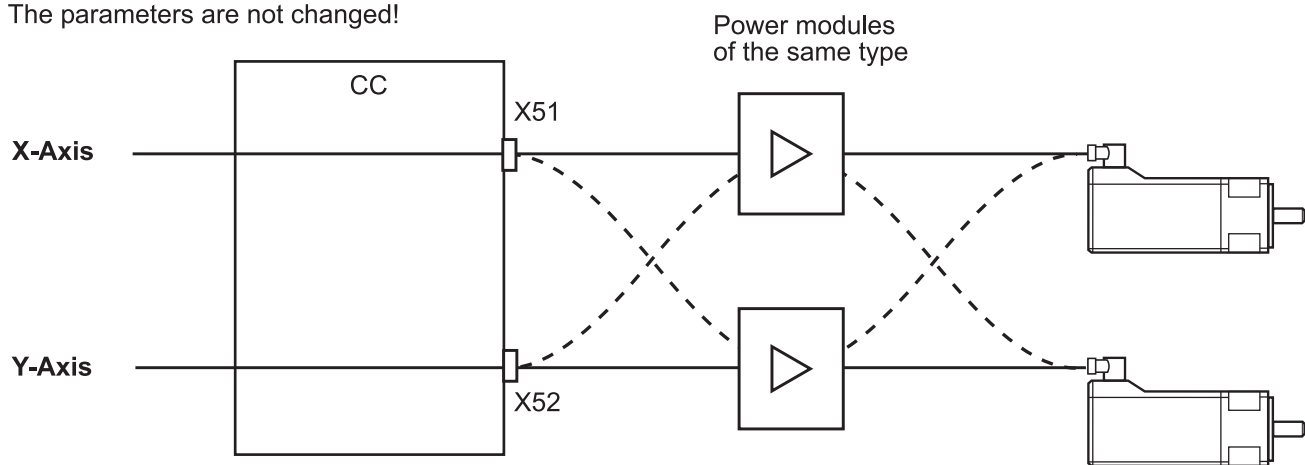 The parameters are not changed!
Power modules
of the same type
CC
X51
X-Axis
Y-Axis
X52